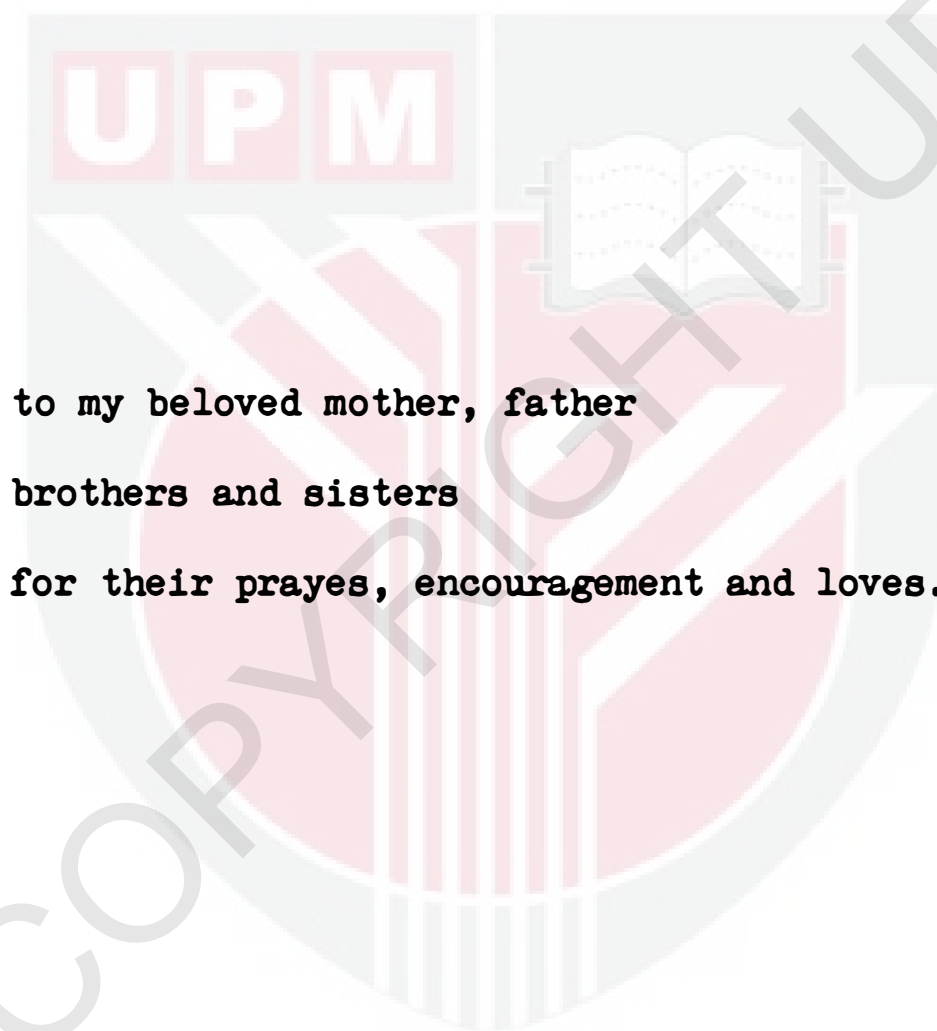 UPM
to my beloved mother, father
brothers and sisters
for their prayes, encouragement and loves.
COPYRIGHT